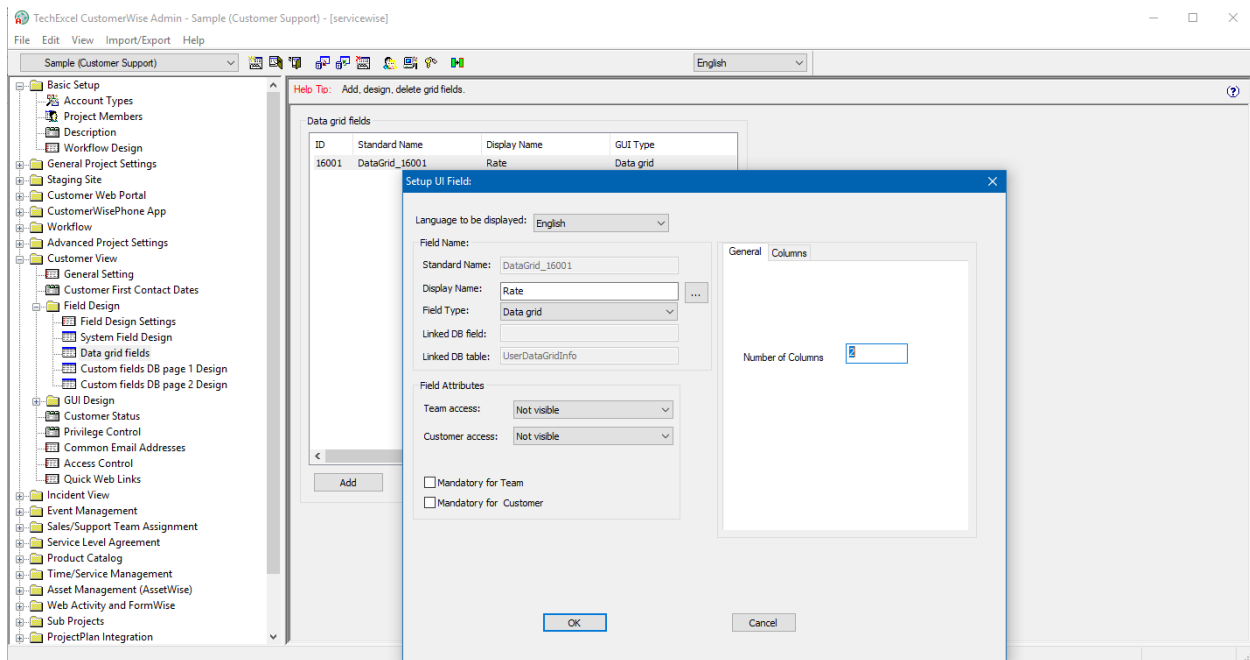 TechExcel CustomerWise Admin - Sample (Customer Support) - [servicewise]
File Edit View Import/Export Help
Sample (Customer Support)
English
Basic Setup
Account Types
Project Members
Description
Workflow Design
General Project Settings
Staging Site
Customer Web Portal
CustomerWisePhone App
Workflow
Advanced Project Settings
Customer View
General Setting
Customer First Contact Dates
Field Design
Field Design Settings
System Field Design
Data grid fields
Custom fields DB page 1 Design
Custom fields DB page 2 Design
GUI Design
Customer Status
Privilege Control
Common Email Addresses
Access Control
Quick Web Links
Incident View
Event Management
Sales/Support Team Assignment
Service Level Agreement
Product Catalog
Time/Service Management
Asset Management (AssetWise)
Web Activity and FormWise
Sub Projects
ProjectPlan Integration
Help Tip: Add, design, delete grid fields.
Data grid fields
ID Standard Name Display Name GUI Type
16001 DataGrid_16001 Rate Data grid
Add
Setup UI Field:
Language to be displayed: English
Field Name:
Standard Name: DataGrid_16001
Display Name: Rate ...
Field Type: Data grid
Linked DB field:
Linked DB table: UserDataGridInfo
Field Attributes
Team access: Not visible
Customer access: Not visible
Mandatory for Team
Mandatory for Customer
General Columns
Number of Columns 2
OK Cancel